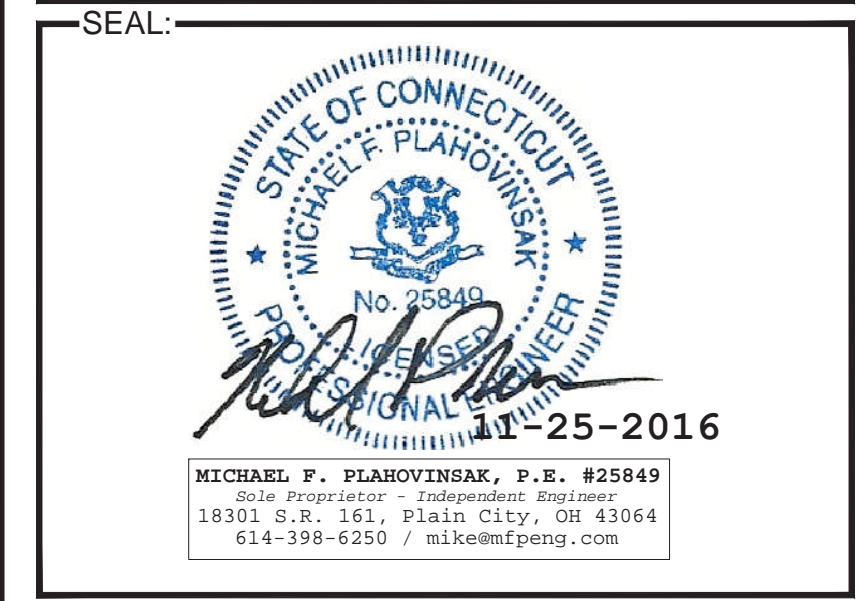 SEAL:
STATE OF CONNECTICUT
MICHAEL F. PLAHOVINSAK
No. 25849
LICENSED
PROFESSIONAL ENGINEER
11-25-2016
MICHAEL F. PLAHOVINSAK, P.E. #25849
Sole Proprietor - Independent Engineer
18301 S.R. 161, Plain City, OH 43064
614-398-6250 / mike@mfpeng.com